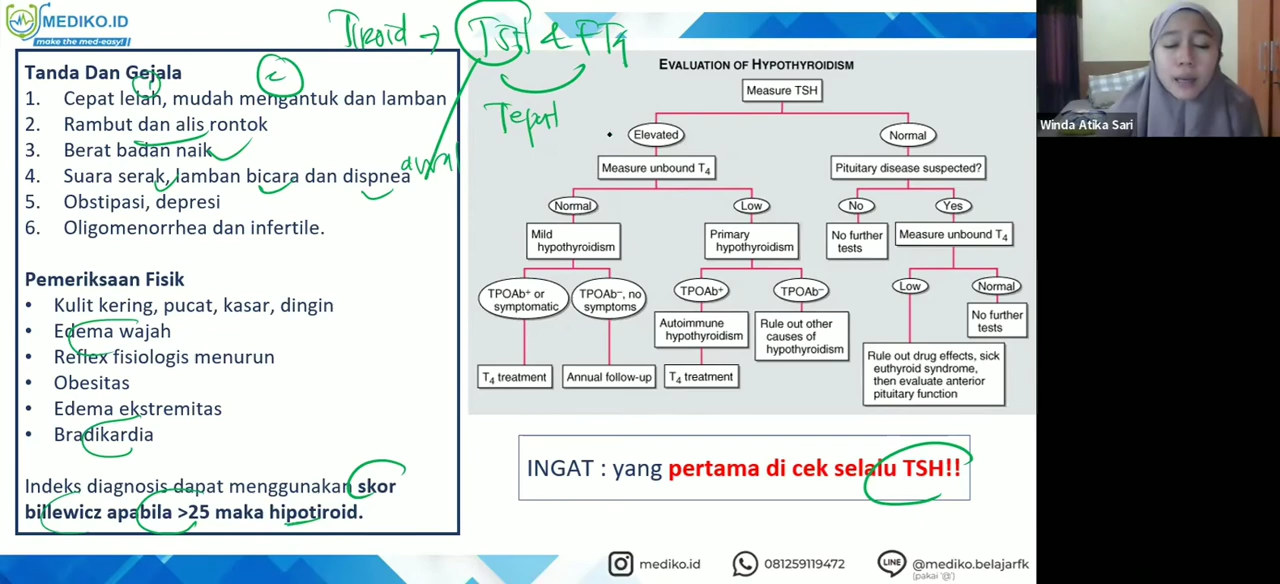 MEDIKO.ID
make the med-easy!
Tiroid → TSH & FT4
Tepat
awal
Tanda Dan Gejala
1. Cepat lelah, mudah mengantuk dan lamban
2. Rambut dan alis rontok
3. Berat badan naik
4. Suara serak, lamban bicara dan dispnea
5. Obstipasi, depresi
6. Oligomenorrhea dan infertile.
Pemeriksaan Fisik
• Kulit kering, pucat, kasar, dingin
• Edema wajah
• Reflex fisiologis menurun
• Obesitas
• Edema ekstremitas
• Bradikardia
Indeks diagnosis dapat menggunakan skor
billewicz apabila >25 maka hipotiroid.
EVALUATION OF HYPOTHYROIDISM
Measure TSH
Elevated
Normal
Measure unbound T4
Pituitary disease suspected?
Normal
Low
No
Yes
Mild
hypothyroidism
Primary
hypothyroidism
No further
tests
Measure unbound T4
TPOAb+ or
symptomatic
TPOAb–, no
symptoms
TPOAb+
TPOAb–
Low
Normal
Autoimmune
hypothyroidism
Rule out other
causes of
hypothyroidism
No further
tests
T4 treatment
Annual follow-up
T4 treatment
Rule out drug effects, sick
euthyroid syndrome,
then evaluate anterior
pituitary function
INGAT : yang pertama di cek selalu TSH!!
mediko.id
081259119472
LINE
@mediko.belajarfk
(pakai '@')
Winda Atika Sari